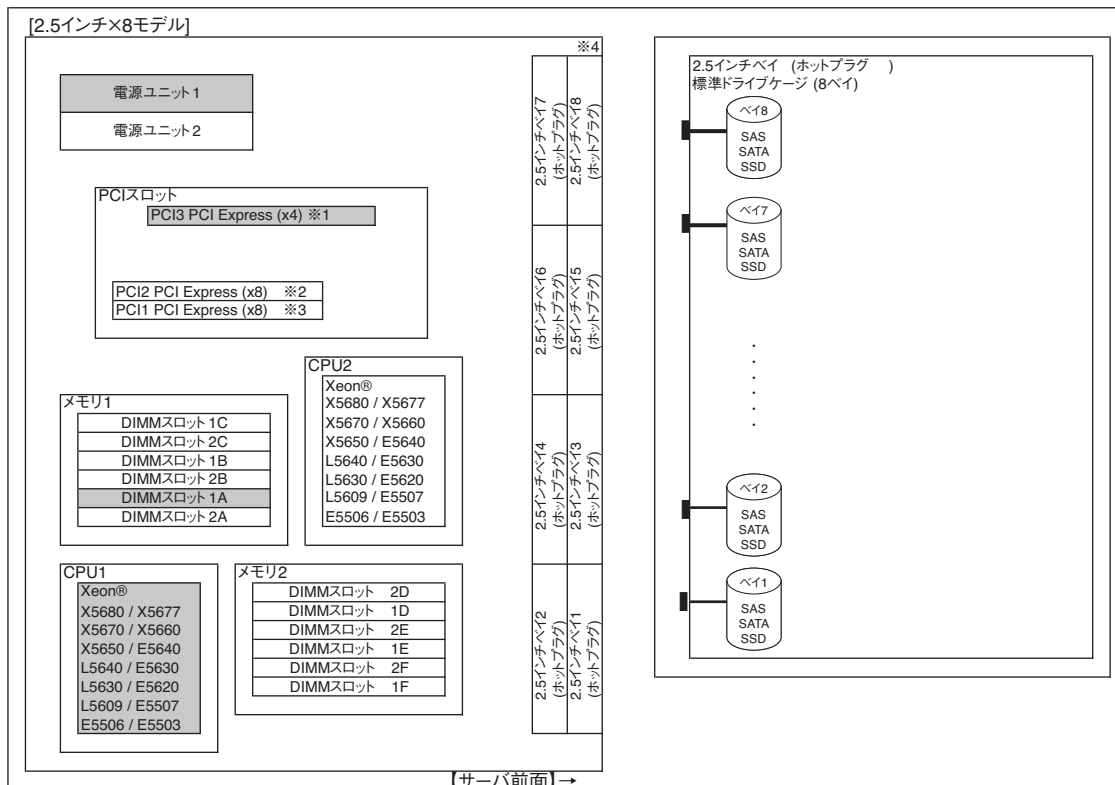 [2.5インチ×8モデル]
※4
電源ユニット1
電源ユニット2
PCIスロット
PCI3 PCI Express (x4) ※1
PCI2 PCI Express (x8) ※2
PCI1 PCI Express (x8) ※3
CPU2
Xeon®
X5680 / X5677
X5670 / X5660
X5650 / E5640
L5640 / E5630
L5630 / E5620
L5609 / E5507
E5506 / E5503
メモリ1
DIMMスロット 1C
DIMMスロット 2C
DIMMスロット 1B
DIMMスロット 2B
DIMMスロット 1A
DIMMスロット 2A
CPU1
Xeon®
X5680 / X5677
X5670 / X5660
X5650 / E5640
L5640 / E5630
L5630 / E5620
L5609 / E5507
E5506 / E5503
メモリ2
DIMMスロット 2D
DIMMスロット 1D
DIMMスロット 2E
DIMMスロット 1E
DIMMスロット 2F
DIMMスロット 1F
2.5インチベイ7
(ホットプラグ)
2.5インチベイ8
(ホットプラグ)
2.5インチベイ6
(ホットプラグ)
2.5インチベイ5
(ホットプラグ)
2.5インチベイ4
(ホットプラグ)
2.5インチベイ3
(ホットプラグ)
2.5インチベイ2
(ホットプラグ)
2.5インチベイ1
(ホットプラグ)
【サーバ前面】→
2.5インチベイ (ホットプラグ )
標準ドライブケージ (8ベイ)
ベイ8
SAS
SATA
SSD
ベイ7
SAS
SATA
SSD
ベイ2
SAS
SATA
SSD
ベイ1
SAS
SATA
SSD